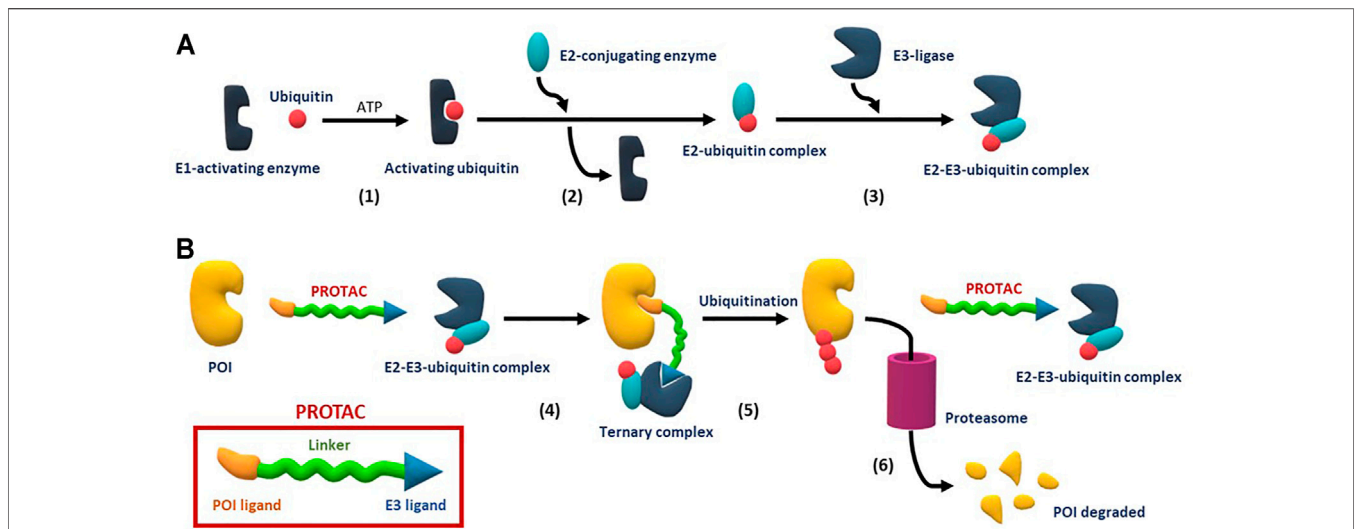 A
E2-conjugating enzyme
E3-ligase
Ubiquitin
ATP
E1-activating enzyme
Activating ubiquitin
E2-ubiquitin complex
E2-E3-ubiquitin complex
(1)
(2)
(3)
B
PROTAC
POI
E2-E3-ubiquitin complex
(4)
Ternary complex
Ubiquitination
(5)
PROTAC
E2-E3-ubiquitin complex
Proteasome
(6)
POI degraded
PROTAC
Linker
POI ligand
E3 ligand